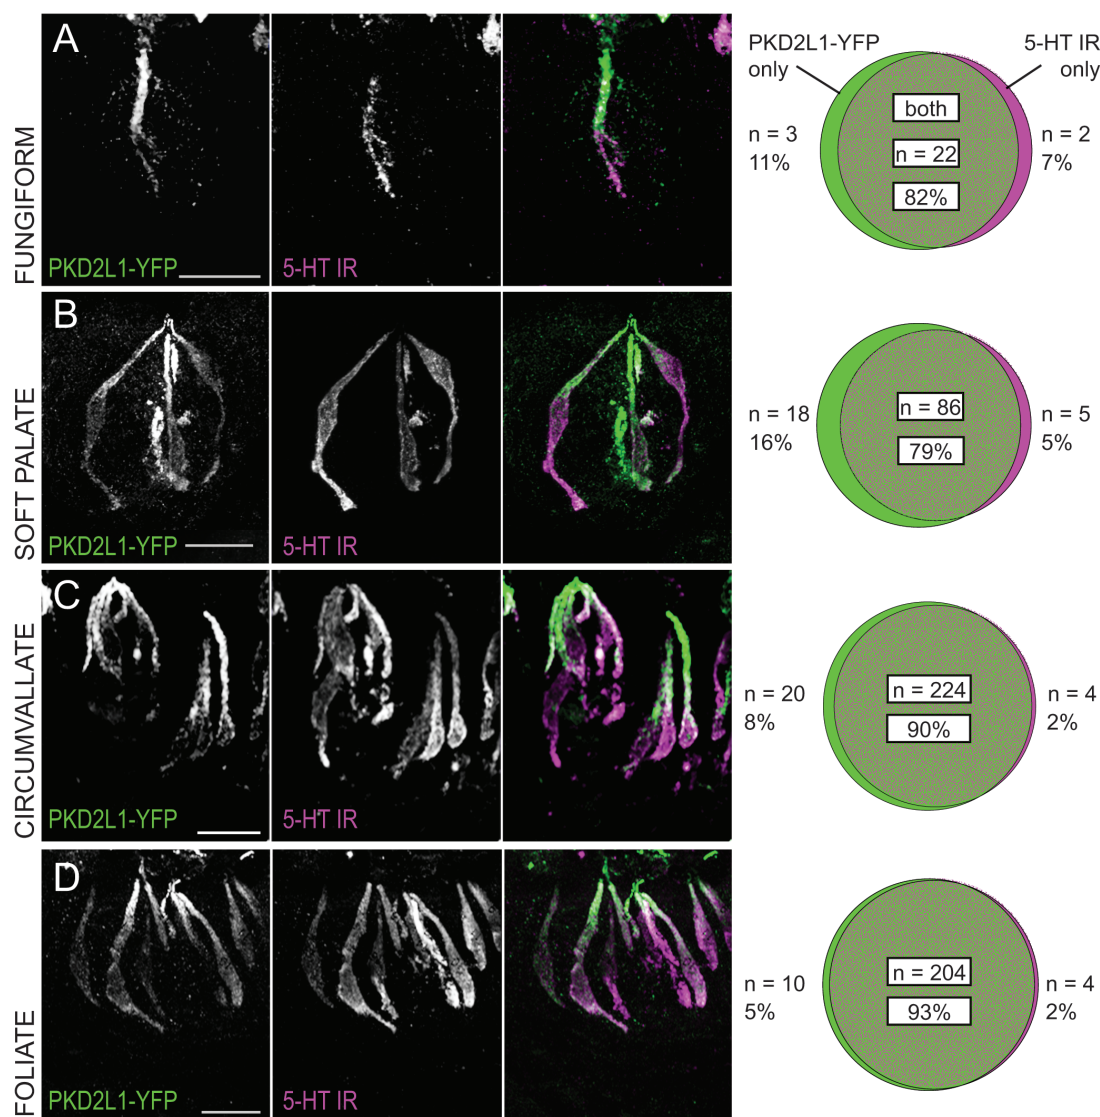 A
PKD2L1-YFP
only
5-HT IR
only
both
n = 3
11%
n = 22
82%
n = 2
7%
FUNGIFORM
PKD2L1-YFP
5-HT IR
B
n = 18
16%
n = 86
79%
n = 5
5%
SOFT PALATE
PKD2L1-YFP
5-HT IR
C
n = 20
8%
n = 224
90%
n = 4
2%
CIRCUMVALLATE
PKD2L1-YFP
5-HT IR
D
n = 10
5%
n = 204
93%
n = 4
2%
FOLIATE
PKD2L1-YFP
5-HT IR